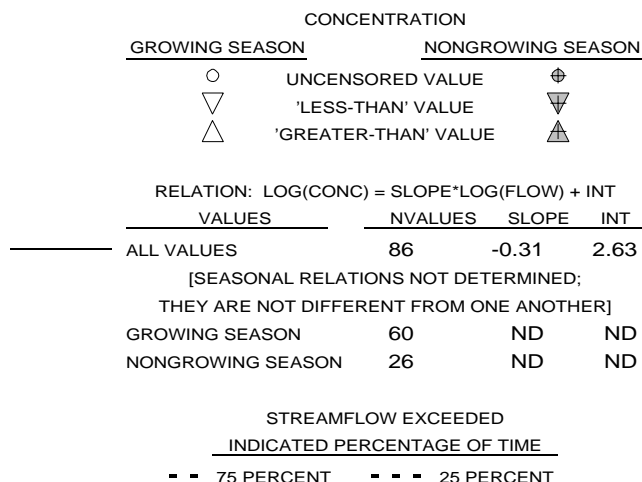 CONCENTRATION
GROWING SEASON NONGROWING SEASON
UNCENSORED VALUE
'LESS-THAN' VALUE
'GREATER-THAN' VALUE
RELATION: LOG(CONC) = SLOPE*LOG(FLOW) + INT
VALUES NVALUES SLOPE INT
ALL VALUES 86 -0.31 2.63
[SEASONAL RELATIONS NOT DETERMINED;
THEY ARE NOT DIFFERENT FROM ONE ANOTHER]
GROWING SEASON 60 ND ND
NONGROWING SEASON 26 ND ND
STREAMFLOW EXCEEDED
INDICATED PERCENTAGE OF TIME
75 PERCENT 25 PERCENT